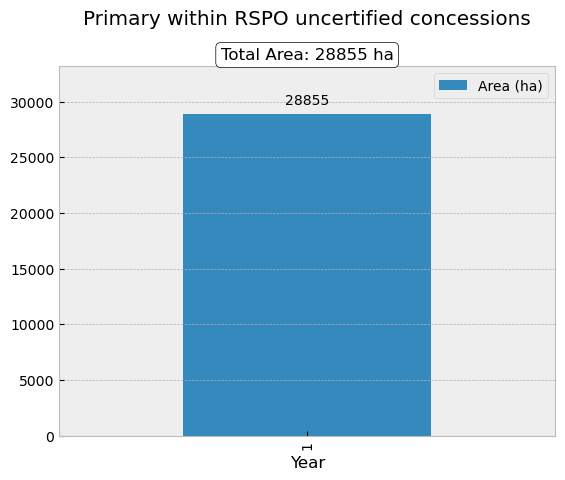 Primary within RSPO uncertified concessions
Total Area: 28855 ha
Area (ha)
28855
30000
25000
20000
15000
10000
5000
0
1
Year